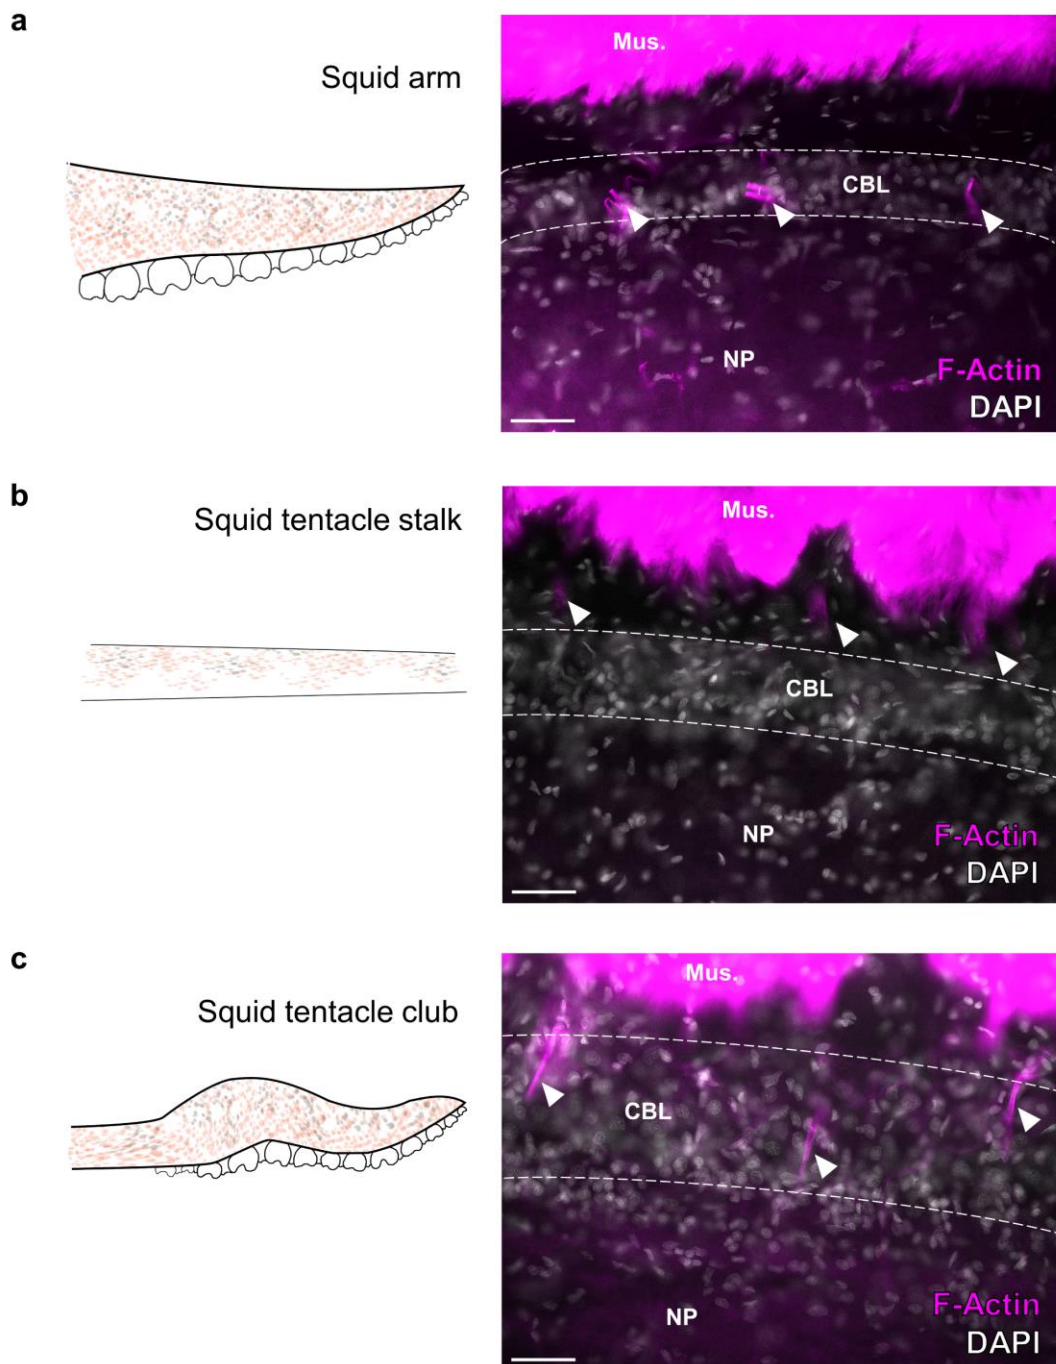 a
Squid arm
Mus.
CBL
NP
F-Actin
DAPI
b
Squid tentacle stalk
Mus.
CBL
NP
F-Actin
DAPI
c
Squid tentacle club
Mus.
CBL
NP
F-Actin
DAPI